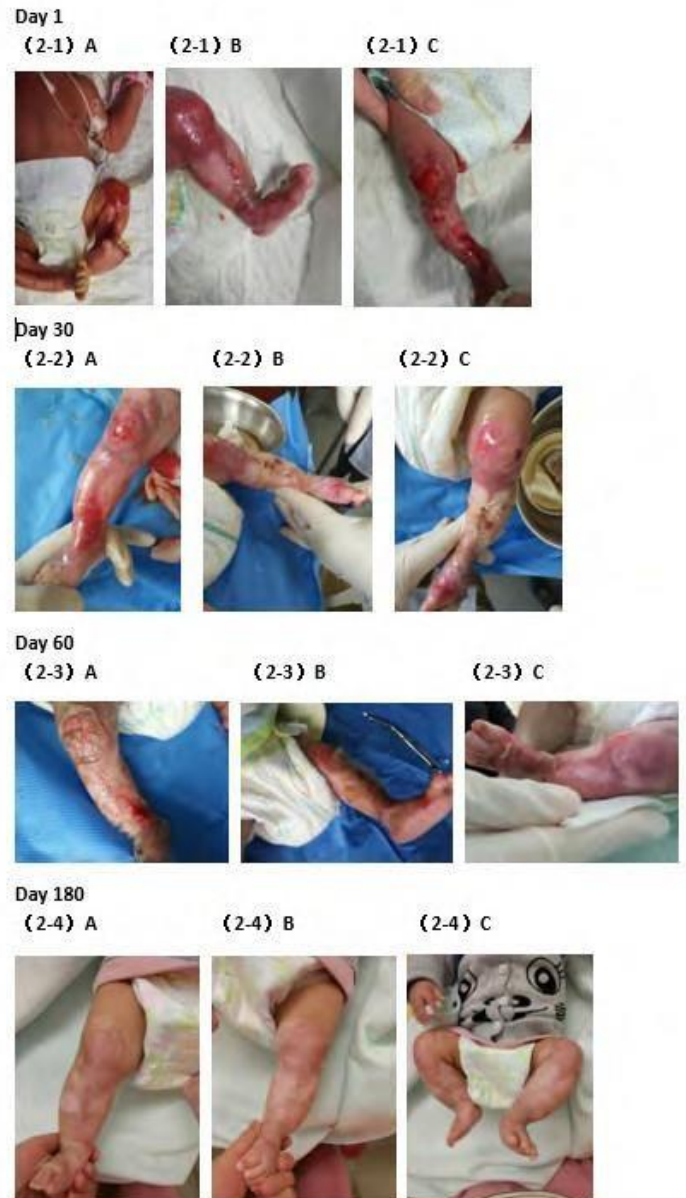 Day 1
（2-1）A （2-1）B （2-1）C
Day 30
（2-2）A （2-2）B （2-2）C
Day 60
（2-3）A （2-3）B （2-3）C
Day 180
（2-4）A （2-4）B （2-4）C